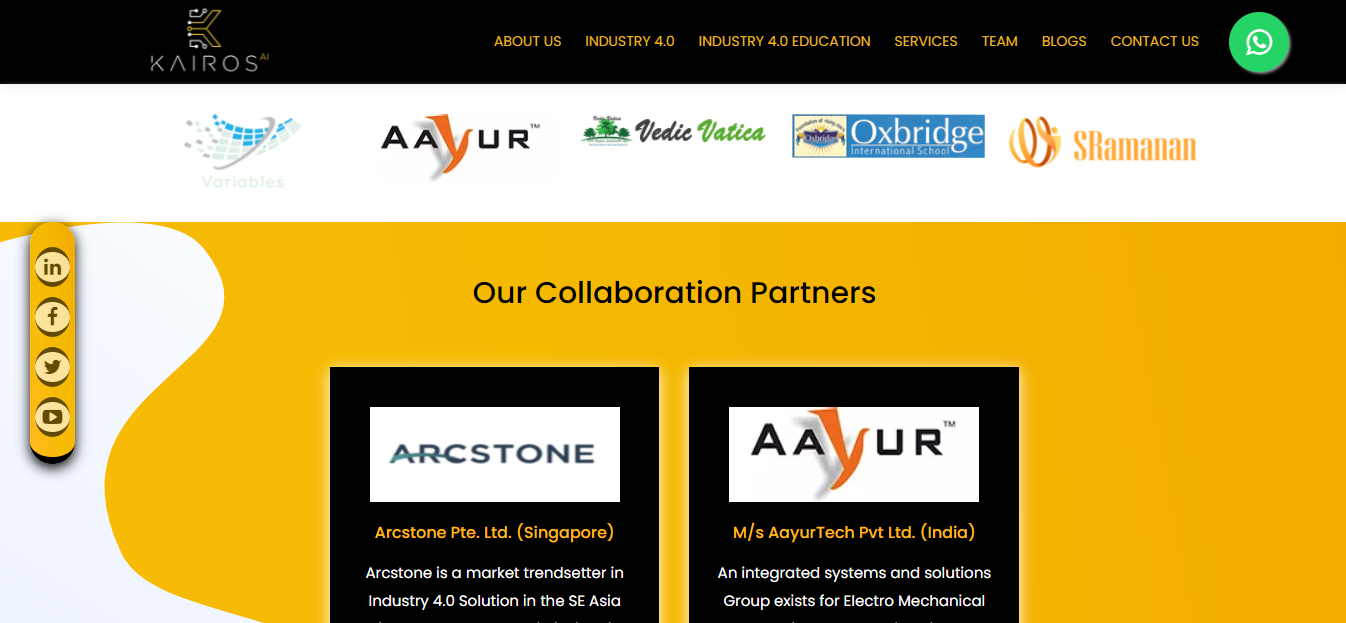 KAIROS AI
ABOUT US INDUSTRY 4.0 INDUSTRY 4.0 EDUCATION SERVICES TEAM BLOGS CONTACT US
Variables
AAYUR™
Vedic Vatica
Vedic Vatica
Oxbridge
International School
Oxbridge
SRamanan
Our Collaboration Partners
ARCSTONE
Arcstone Pte. Ltd. (Singapore)
Arcstone is a market trendsetter in
Industry 4.0 Solution in the SE Asia
AAYUR™
M/s AayurTech Pvt Ltd. (India)
An integrated systems and solutions
Group exists for Electro Mechanical